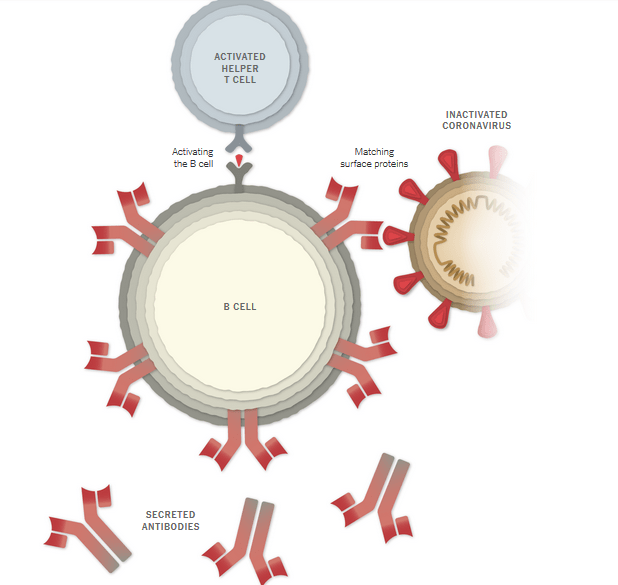 ACTIVATED
HELPER
T CELL
INACTIVATED
CORONAVIRUS
Activating
the B cell
Matching
surface proteins
B CELL
SECRETED
ANTIBODIES